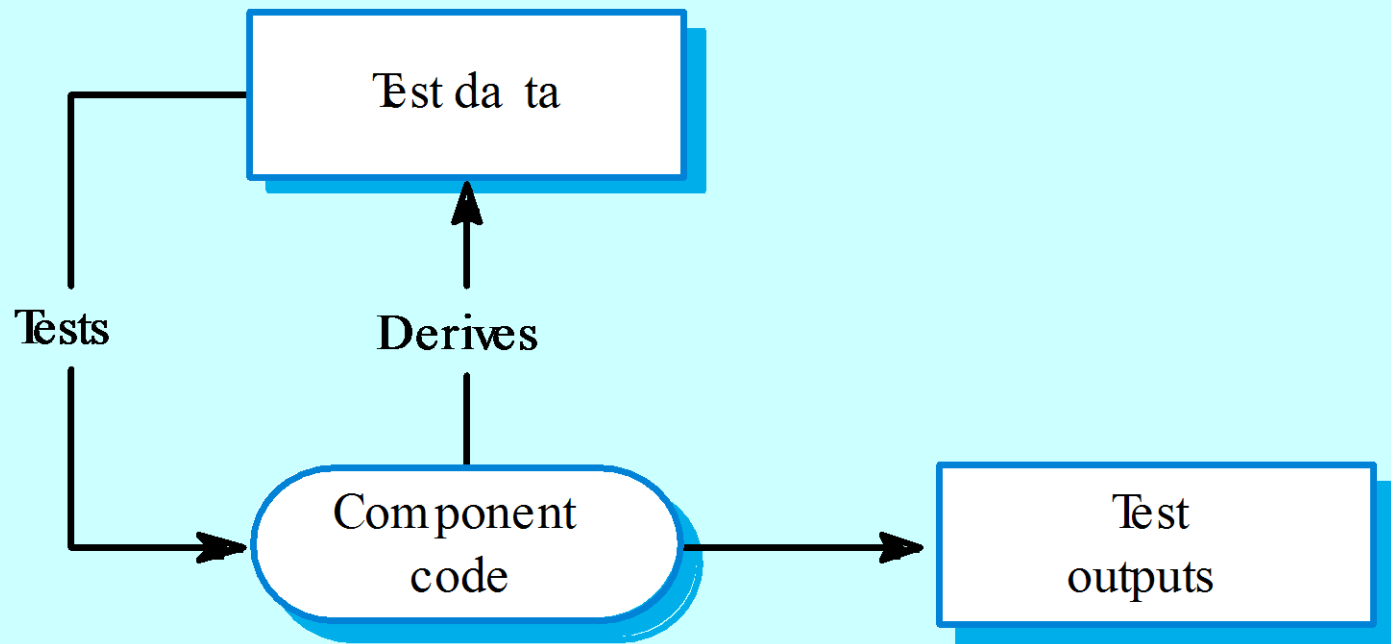 Test da ta
Tests
Derives
Component
code
Test
outputs